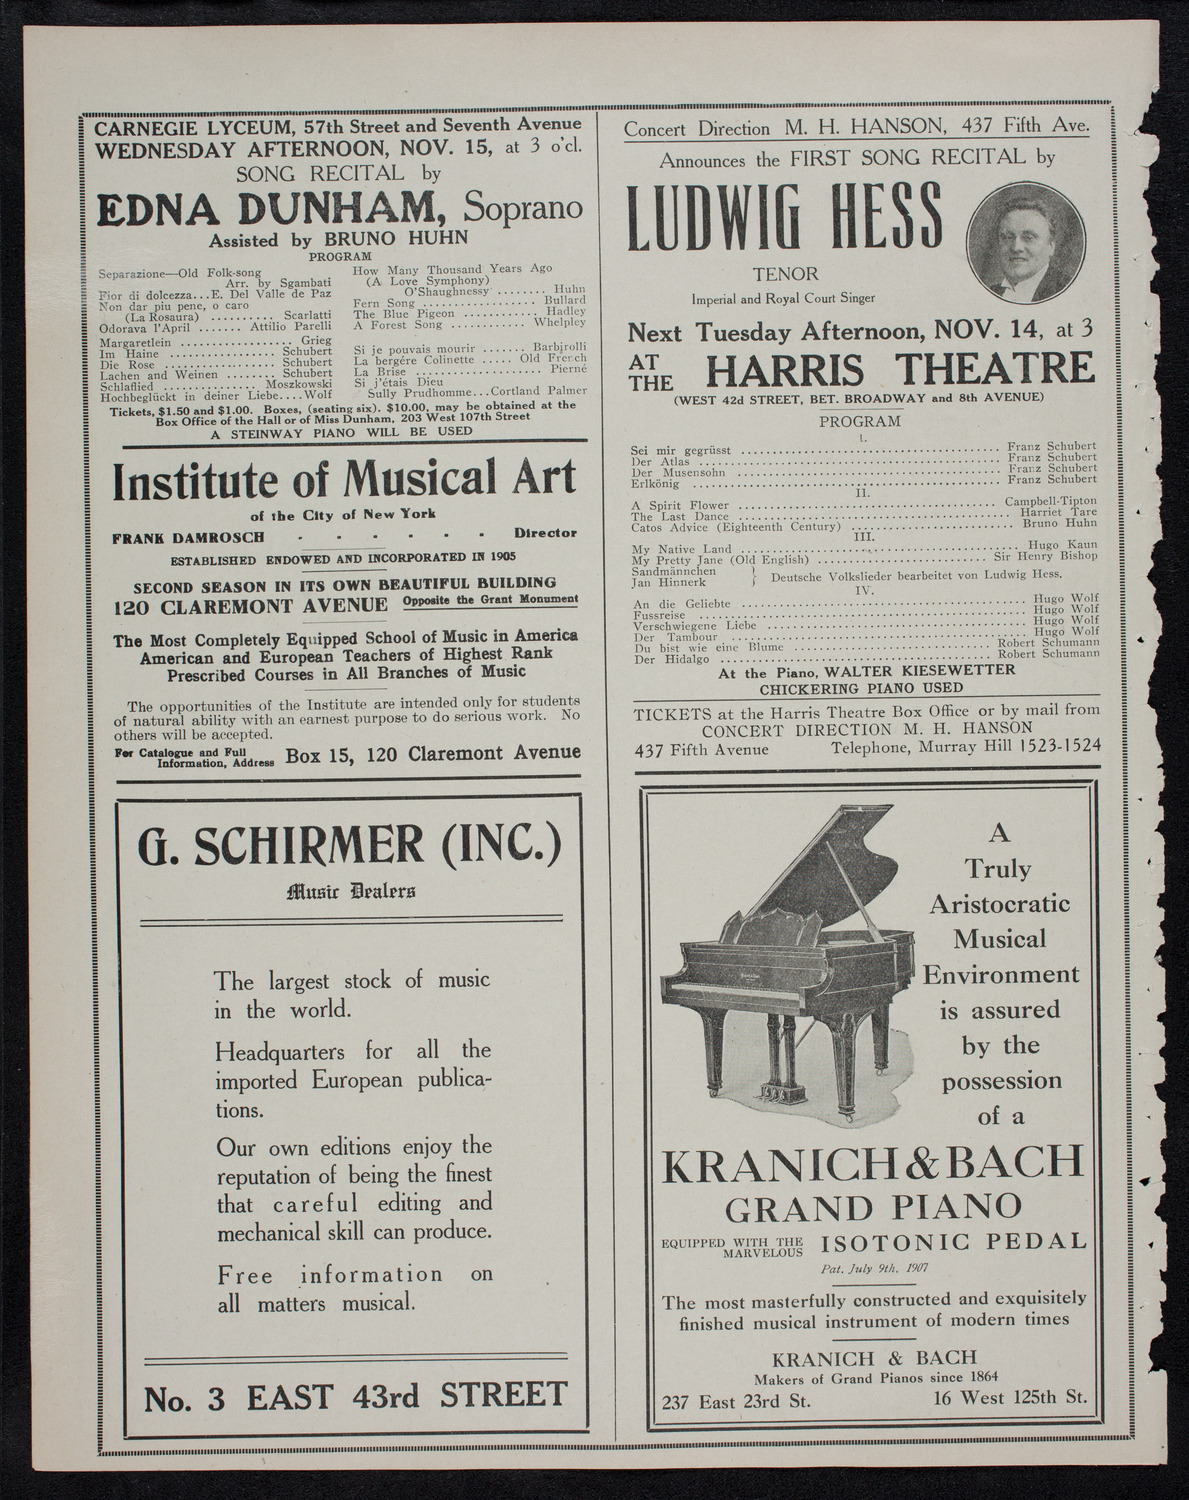 CARNEGIE LYCEUM, 57th Street and Seventh Avenue
WEDNESDAY AFTERNOON, NOV. 15, at 3 o'cl.
SONG RECITAL by
EDNA DUNHAM, Soprano
Assisted by BRUNO HUHN
PROGRAM
Separazione—Old Folk-song
Arr. by Sgambati
Fior di dolcezza...E. Del Valle de Paz
Non dar piu pene, o caro
(La Rosaura) .......... Scarlatti
Odorava l'April ....... Attilio Parelli
Margaretlein ................. Grieg
Im Haine ................ Schubert
Die Rose ................. Schubert
Lachen and Weinen ........ Schubert
Schlaflied .............. Moszkowski
Hochbeglückt in deiner Liebe....Wolf
How Many Thousand Years Ago
(A Love Symphony)
O'Shaughnessy ........ Huhn
Fern Song ................. Bullard
The Blue Pigeon ............ Hadley
A Forest Song ........... Whelpley
Si je pouvais mourir ....... Barbjrolli
La bergére Colinette ..... Old French
La Brise ................... Pierné
Si j'étais Dieu
Sully Prudhomme...Cortland Palmer
Tickets, $1.50 and $1.00. Boxes, (seating six). $10.00, may be obtained at the
Box Office of the Hall or of Miss Dunham, 203 West 107th Street
A STEINWAY PIANO WILL BE USED
Institute of Musical Art
of the City of New York
FRANK DAMROSCH - - - - - - Director
ESTABLISHED ENDOWED AND INCORPORATED IN 1905
SECOND SEASON IN ITS OWN BEAUTIFUL BUILDING
120 CLAREMONT AVENUE Opposite the Grant Monument
The Most Completely Equipped School of Music in America
American and European Teachers of Highest Rank
Prescribed Courses in All Branches of Music
The opportunities of the Institute are intended only for students
of natural ability with an earnest purpose to do serious work. No
others will be accepted.
For Catalogue and Full
Information, Address Box 15, 120 Claremont Avenue
G. SCHIRMER (INC.)
Music Dealers
The largest stock of music
in the world.
Headquarters for all the
imported European publica-
tions.
Our own editions enjoy the
reputation of being the finest
that careful editing and
mechanical skill can produce.
Free information on
all matters musical.
No. 3 EAST 43rd STREET
Concert Direction M. H. HANSON, 437 Fifth Ave.
Announces the FIRST SONG RECITAL by
LUDWIG HESS
TENOR
Imperial and Royal Court Singer
Next Tuesday Afternoon, NOV. 14, at 3
AT THE HARRIS THEATRE
(WEST 42d STREET, BET. BROADWAY and 8th AVENUE)
PROGRAM
I.
Sei mir gegrüsst ........................ Franz Schubert
Der Atlas ........................ Franz Schubert
Der Musensohn ........................ Franz Schubert
Erlkönig ........................ Franz Schubert
II.
A Spirit Flower ........................ Campbell-Tipton
The Last Dance ........................ Harriet Tare
Catos Advice (Eighteenth Century) ........................ Bruno Huhn
III.
My Native Land ........................ Hugo Kaun
My Pretty Jane (Old English) ........................ Sir Henry Bishop
Sandmännchen
Jan Hinnerk } Deutsche Volkslieder bearbeitet von Ludwig Hess.
IV.
An die Geliebte ........................ Hugo Wolf
Fussreise ........................ Hugo Wolf
Verschwiegene Liebe ........................ Hugo Wolf
Der Tambour ........................ Hugo Wolf
Du bist wie eine Blume ........................ Robert Schumann
Der Hidalgo ........................ Robert Schumann
At the Piano, WALTER KIESEWETTER
CHICKERING PIANO USED
TICKETS at the Harris Theatre Box Office or by mail from
CONCERT DIRECTION M. H. HANSON
437 Fifth Avenue Telephone, Murray Hill 1523-1524
A
Truly
Aristocratic
Musical
Environment
is assured
by the
possession
of a
KRANICH & BACH
GRAND PIANO
EQUIPPED WITH THE
MARVELOUS ISOTONIC PEDAL
Pat. July 9th, 1907
The most masterfully constructed and exquisitely
finished musical instrument of modern times
KRANICH & BACH
Makers of Grand Pianos since 1864
237 East 23rd St. 16 West 125th St.